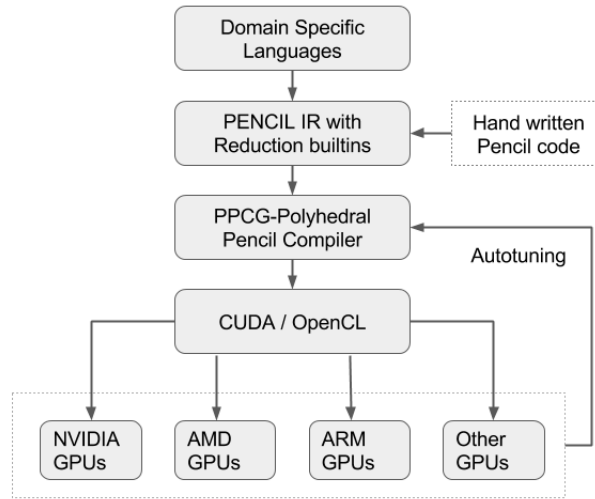 Domain Specific
Languages
PENCIL IR with
Reduction builtins
Hand written
Pencil code
PPCG-Polyhedral
Pencil Compiler
Autotuning
CUDA / OpenCL
NVIDIA
GPUs
AMD
GPUs
ARM
GPUs
Other
GPUs